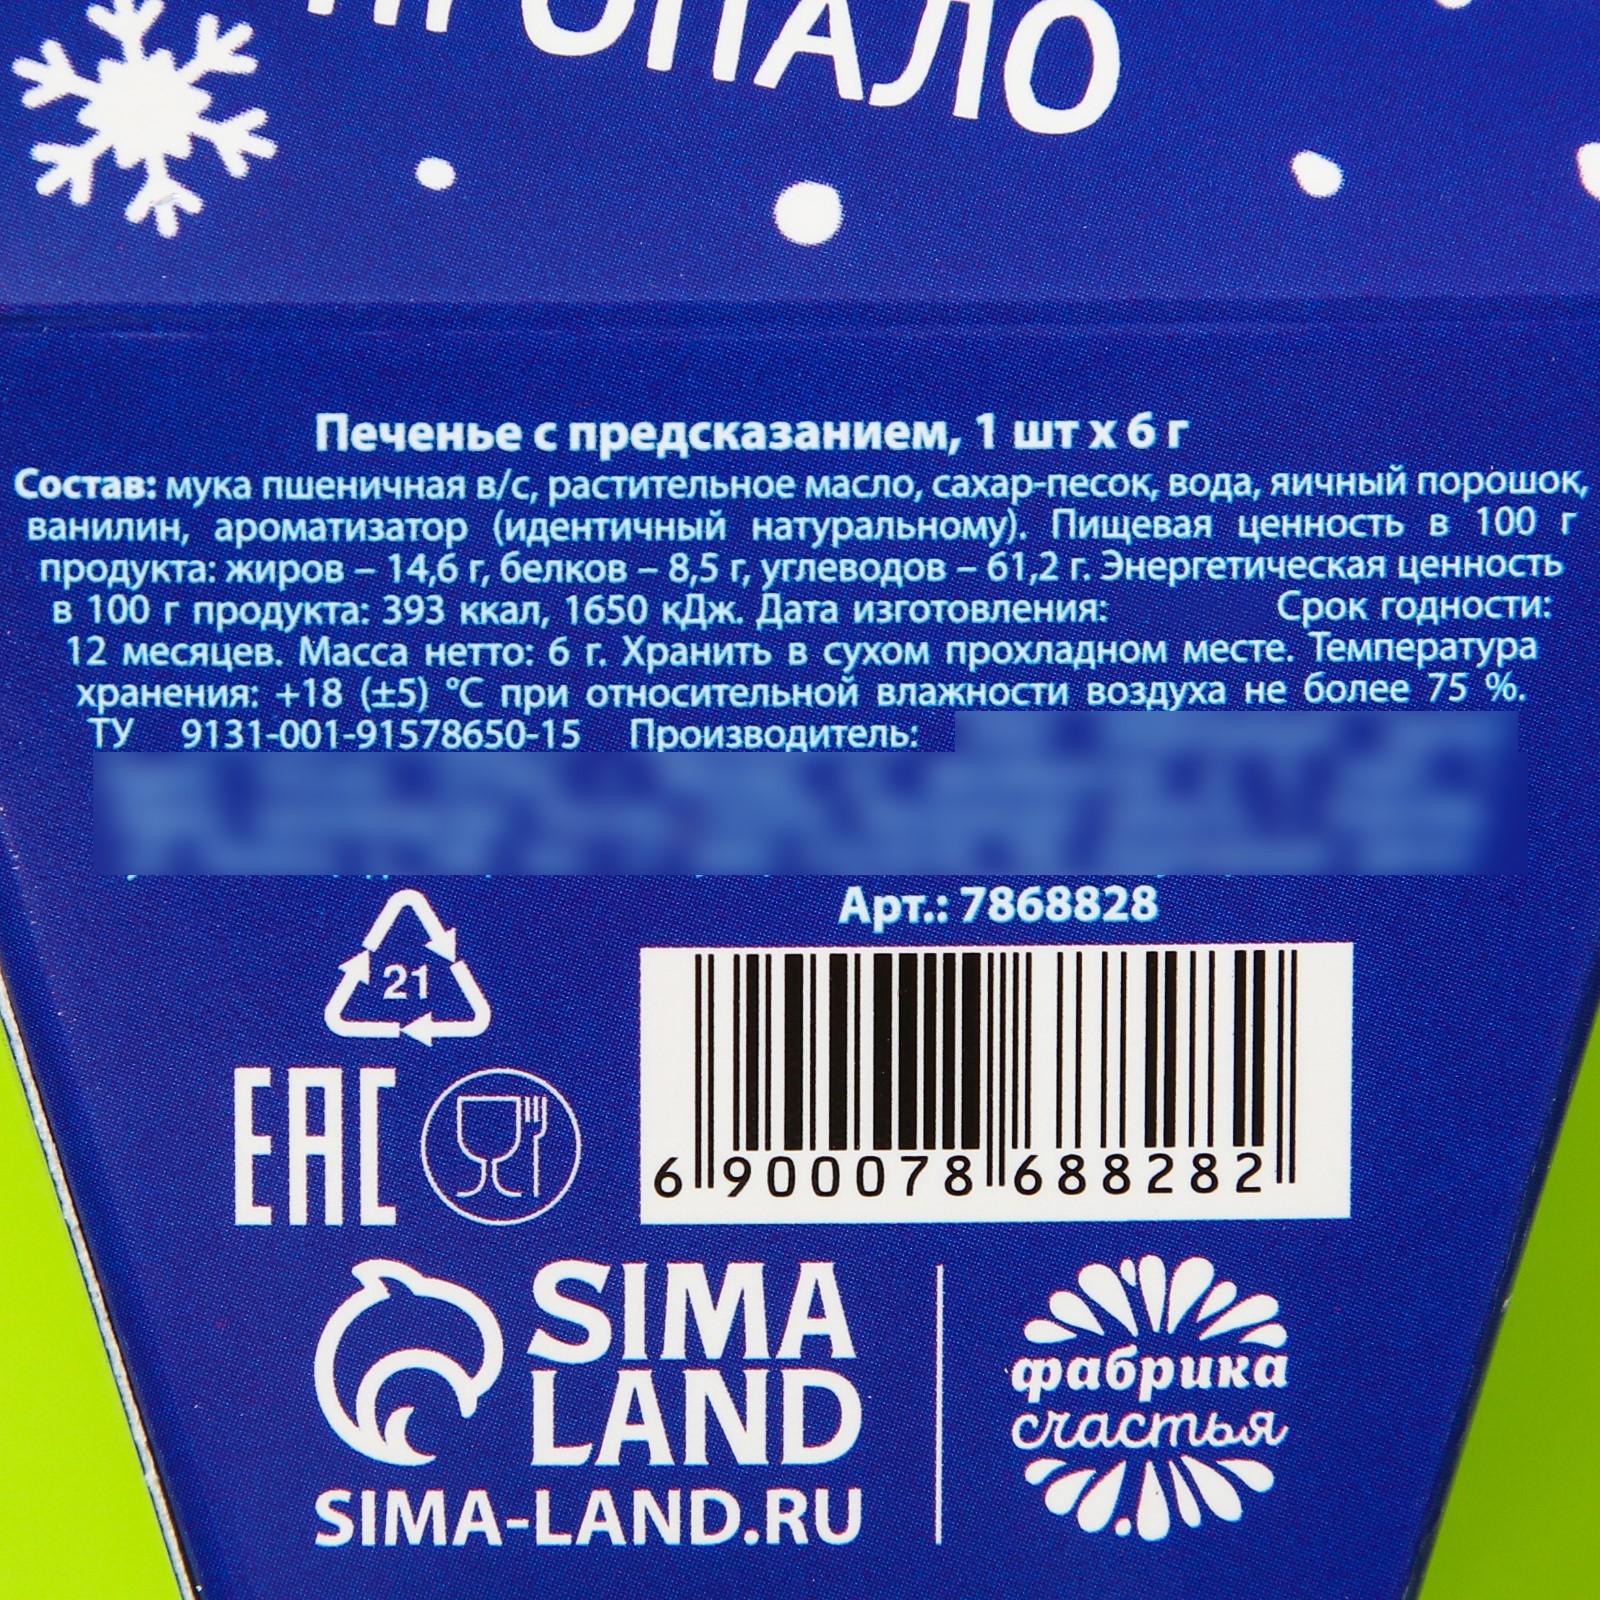 ПРОПАЛО
Печенье с предсказанием, 1 шт х 6 г
Состав: мука пшеничная в/с, растительное масло, сахар-песок, вода, яичный порошок,
ванилин, ароматизатор (идентичный натуральному). Пищевая ценность в 100 г
продукта: жиров – 14,6 г, белков – 8,5 г, углеводов – 61,2 г. Энергетическая ценность
в 100 г продукта: 393 ккал, 1650 кДж. Дата изготовления: Срок годности:
12 месяцев. Масса нетто: 6 г. Хранить в сухом прохладном месте. Температура
хранения: +18 (±5) °С при относительной влажности воздуха не более 75 %.
ТУ 9131-001-91578650-15 Производитель:
Арт.: 7868828
21
EAC
6 900078 688282
SIMA
LAND
SIMA-LAND.RU
фабрика
счастья